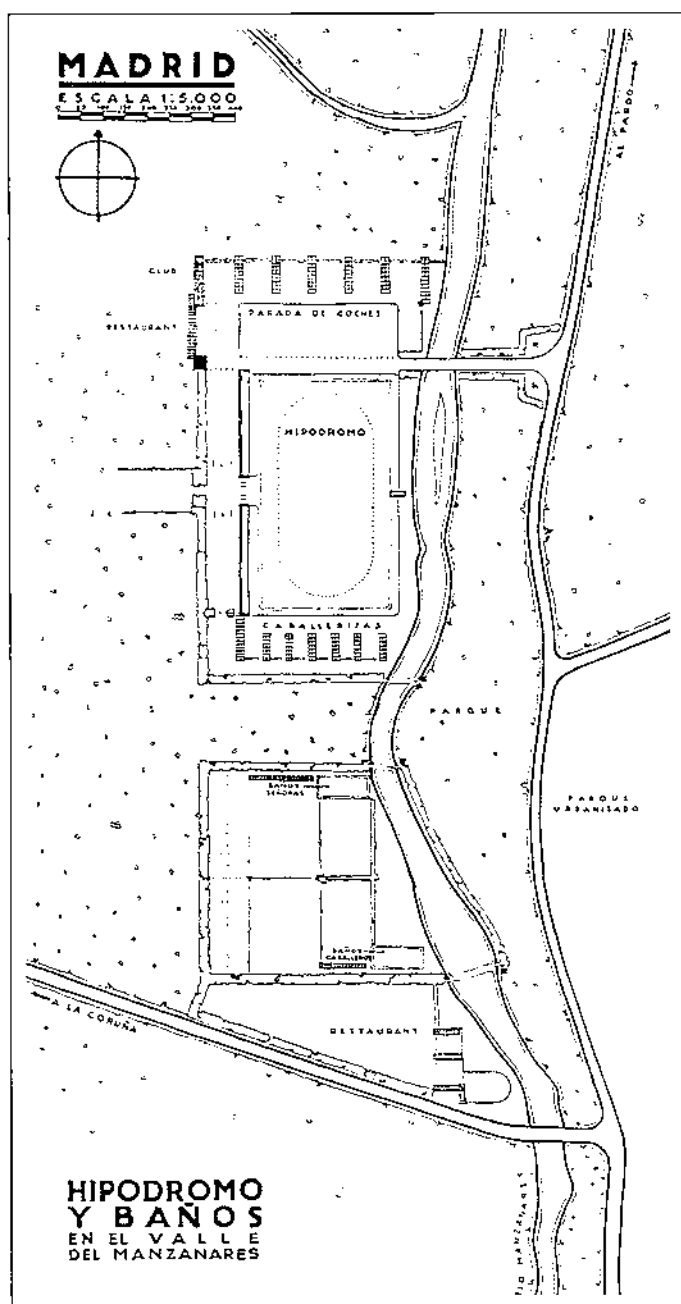 MADRID
ESCALA 1:5.000
AL PARDO
CLUB
RESTAURANT
PARADA DE COCHES
HIPODROMO
CABALLERIZAS
PARQUE
PARQUE
URBANISADO
BAÑOS
SEÑORAS
BAÑOS
CABALLEROS
A LA CORUÑA
RESTAURANT
RIO MANZANARES
HIPODROMO
Y BAÑOS
EN EL VALLE
DEL MANZANARES